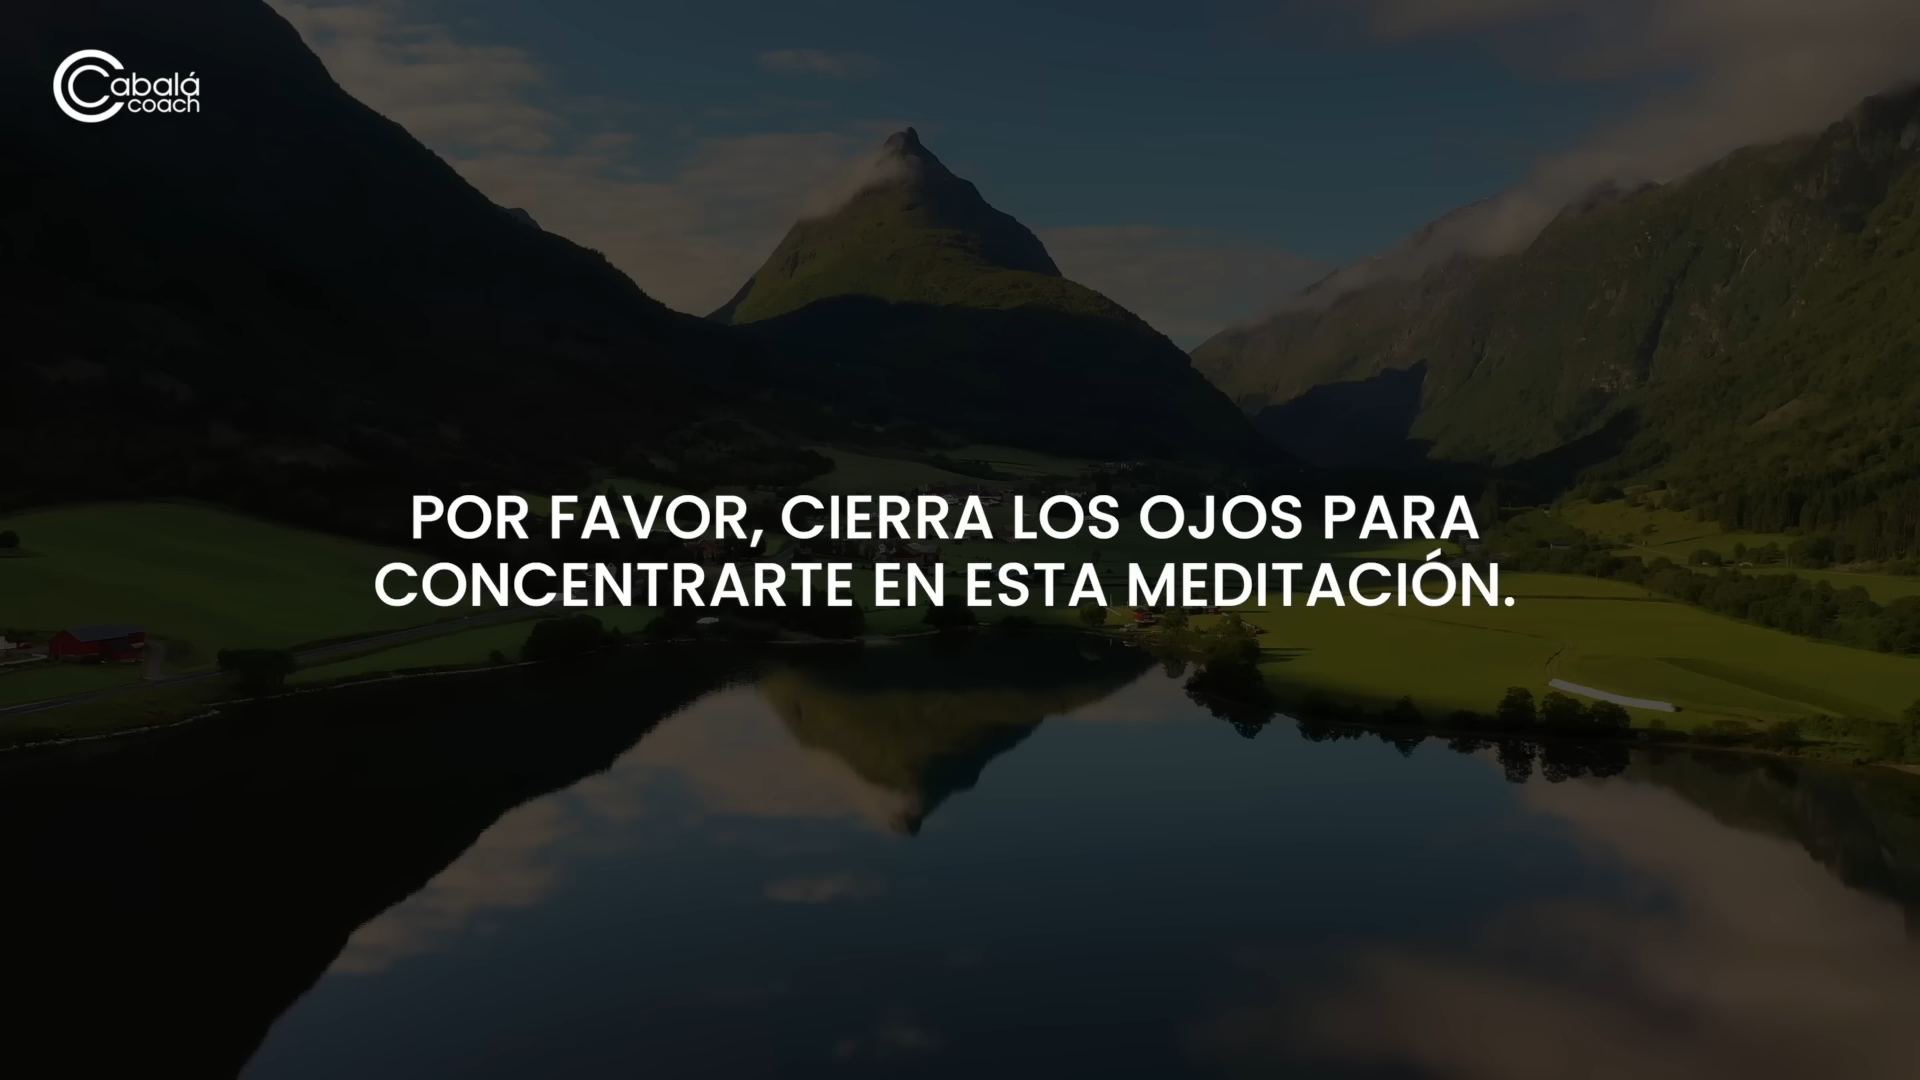 Cabalá
coach
POR FAVOR, CIERRA LOS OJOS PARA
CONCENTRARTE EN ESTA MEDITACIÓN.